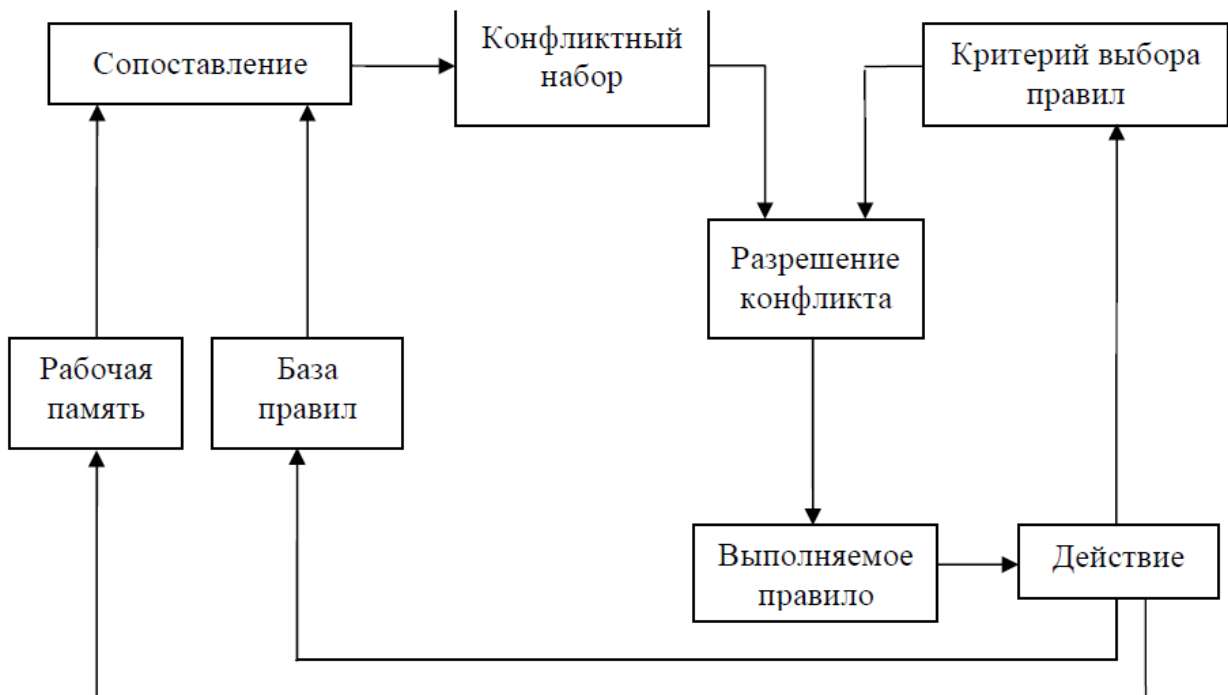 Сопоставление
Конфликтный
набор
Критерий выбора
правил
Разрешение
конфликта
Рабочая
память
База
правил
Выполняемое
правило
Действие